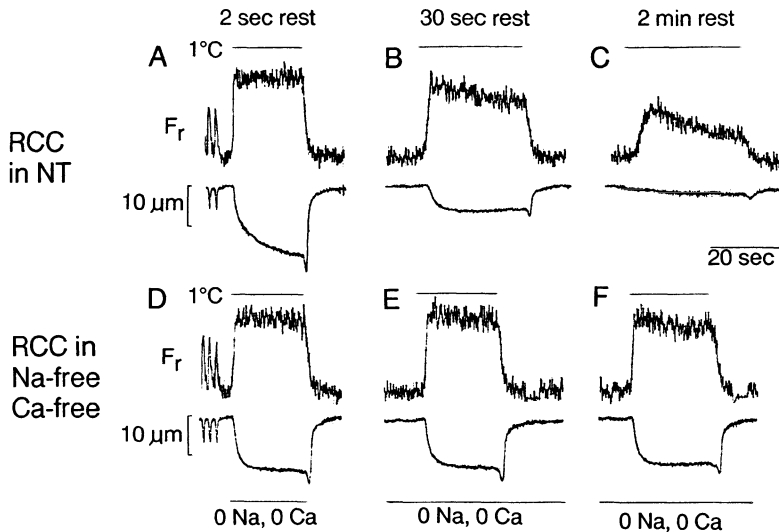 2 sec rest
30 sec rest
2 min rest
A
1°C
B
C
RCC
in NT
Fr
10 µm
20 sec
D
1°C
E
F
RCC in
Na-free
Ca-free
Fr
10 µm
0 Na, 0 Ca
0 Na, 0 Ca
0 Na, 0 Ca